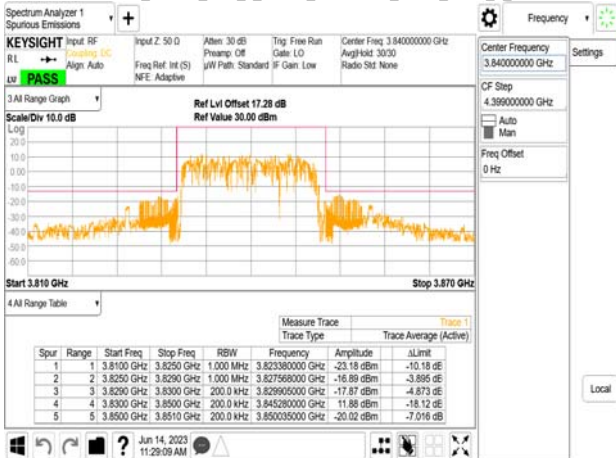 Spectrum Analyzer 1
Spurious Emissions
+
Frequency
KEYSIGHT
Input: RF
Coupling: DC
Align: Auto
Input Z: 50 Ω
Freq Ref: Int (S)
NFE: Adaptive
Atten: 30 dB
Preamp: Off
µW Path: Standard
Trig: Free Run
Gate: LO
IF Gain: Low
Center Freq: 3.840000000 GHz
Avg|Hold: 30/30
Radio Std: None
RL
LV PASS
Center Frequency
3.840000000 GHz
Settings
CF Step
4.399000000 GHz
Auto
Man
Freq Offset
0 Hz
Local
3 All Range Graph
Scale/Div 10.0 dB
Ref Lvl Offset 17.28 dB
Ref Value 30.00 dBm
Log
20.0
10.0
0.00
-10.0
-20.0
-30.0
-40.0
-50.0
-60.0
Start 3.810 GHz
Stop 3.870 GHz
4 All Range Table
Measure Trace Trace 1
Trace Type Trace Average (Active)
Spur Range Start Freq Stop Freq RBW Frequency Amplitude ΔLimit
1 1 3.8100 GHz 3.8250 GHz 1.000 MHz 3.823380000 GHz -23.18 dBm -10.18 dB
2 2 3.8250 GHz 3.8290 GHz 1.000 MHz 3.827568000 GHz -16.89 dBm -3.895 dB
3 3 3.8290 GHz 3.8300 GHz 200.0 kHz 3.829905000 GHz -17.87 dBm -4.873 dB
4 4 3.8300 GHz 3.8500 GHz 200.0 kHz 3.845280000 GHz 11.88 dBm -18.12 dB
5 5 3.8500 GHz 3.8510 GHz 200.0 kHz 3.850035000 GHz -20.02 dBm -7.016 dB
?
Jun 14, 2023
11:29:09 AM